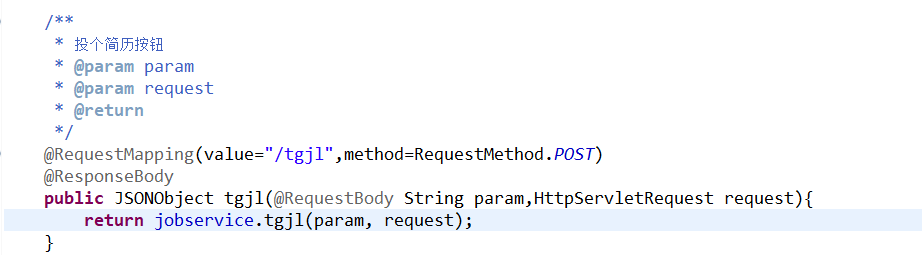 /**
* 投个简历按钮
* @param param
* @param request
* @return
*/
@RequestMapping(value="/tgjl",method=RequestMethod.POST)
@ResponseBody
public JSONObject tgjl(@RequestBody String param,HttpServletRequest request){
return jobservice.tgjl(param, request);
}